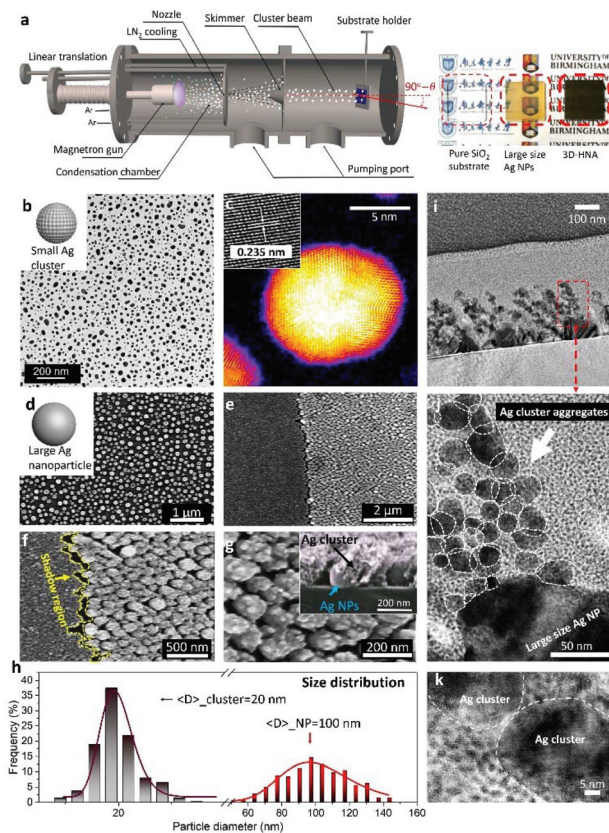 a
Nozzle
LN2 cooling
Skimmer
Cluster beam
Substrate holder
Linear translation
90°−θ
Ar
Ar
Magnetron gun
Condensation chamber
Pumping port
UNIVERSITY OF
BIRMINGHAM
UNIVERSITY OF
BIRMINGHAM
BIRMINGHAM
Pure SiO2
substrate
Large size
Ag NPs
3D-HNA
b
Small Ag
cluster
200 nm
c
0.235 nm
5 nm
i
100 nm
d
Large Ag
nanoparticle
1 μm
e
2 μm
Ag cluster aggregates
Large size Ag NP
50 nm
f
Shadow region
500 nm
g
Ag cluster
Ag NPs
200 nm
200 nm
h
Size distribution
<D>_cluster=20 nm
<D>_NP=100 nm
Frequency (%)
40
35
30
25
20
15
10
5
0
20
60
80
100
120
140
160
Particle diameter (nm)
k
Ag cluster
Ag cluster
5 nm